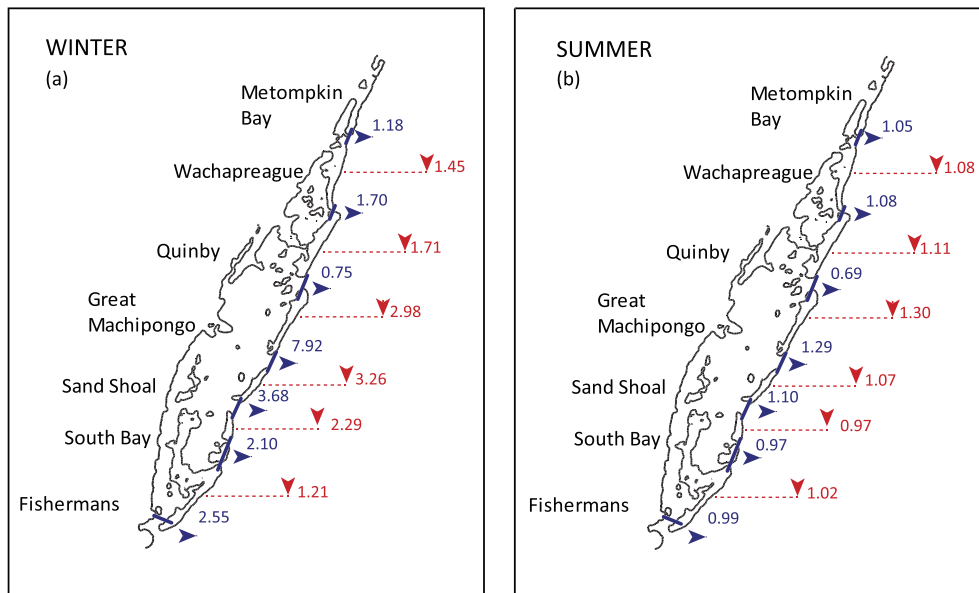 WINTER
(a)
Metompkin
Bay
1.18
Wachapreague
1.45
1.70
Quinby
1.71
0.75
Great
Machipongo
2.98
7.92
Sand Shoal
3.26
3.68
South Bay
2.29
2.10
1.21
Fishermans
2.55
SUMMER
(b)
Metompkin
Bay
1.05
Wachapreague
1.08
1.08
Quinby
1.11
0.69
Great
Machipongo
1.30
1.29
Sand Shoal
1.07
1.10
South Bay
0.97
0.97
1.02
Fishermans
0.99